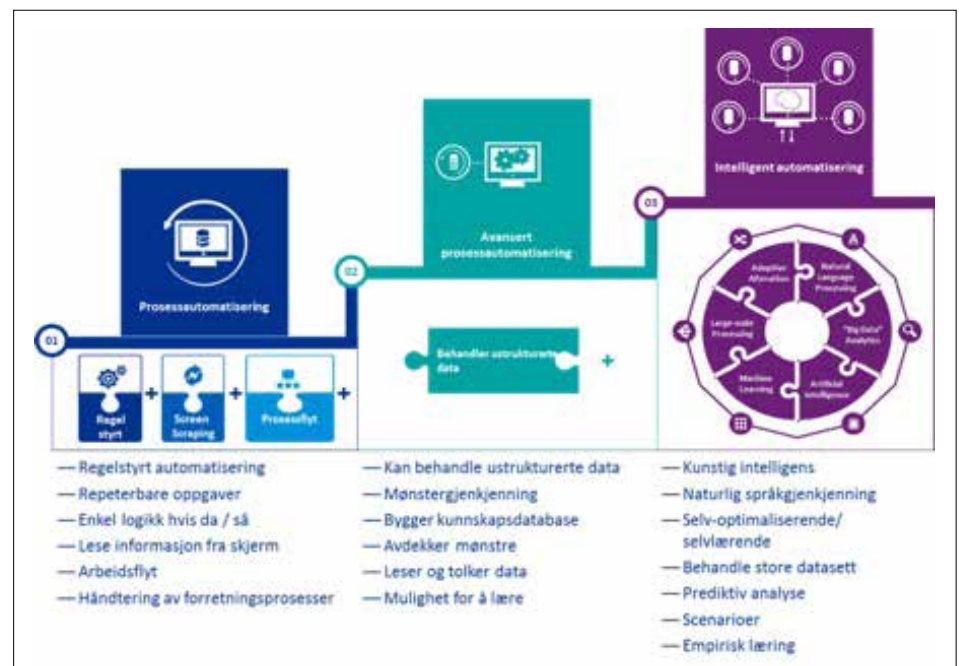 Intelligent automatisering
03
Avansert
prosessautomatisering
02
Prosessautomatisering
01
Regel
styrt
+
Screen
Scraping
+
Prosessflyt
+
Behandler ustrukturerte
data
+
Adaptive
Alteration
Natural
Language
Processing
Large-scale
Processing
"Big Data"
Analytics
Machine
Learning
Artificial
Intelligence
— Regelstyrt automatisering
— Repeterbare oppgaver
— Enkel logikk hvis da / så
— Lese informasjon fra skjerm
— Arbeidsflyt
— Håndtering av forretningsprosesser
— Kan behandle ustrukturerte data
— Mønstergjenkjenning
— Bygger kunnskapsdatabase
— Avdekker mønstre
— Leser og tolker data
— Mulighet for å lære
— Kunstig intelligens
— Naturlig språkgjenkjenning
— Selv-optimaliserende/
selvlærende
— Behandle store datasett
— Prediktiv analyse
— Scenarioer
— Empirisk læring